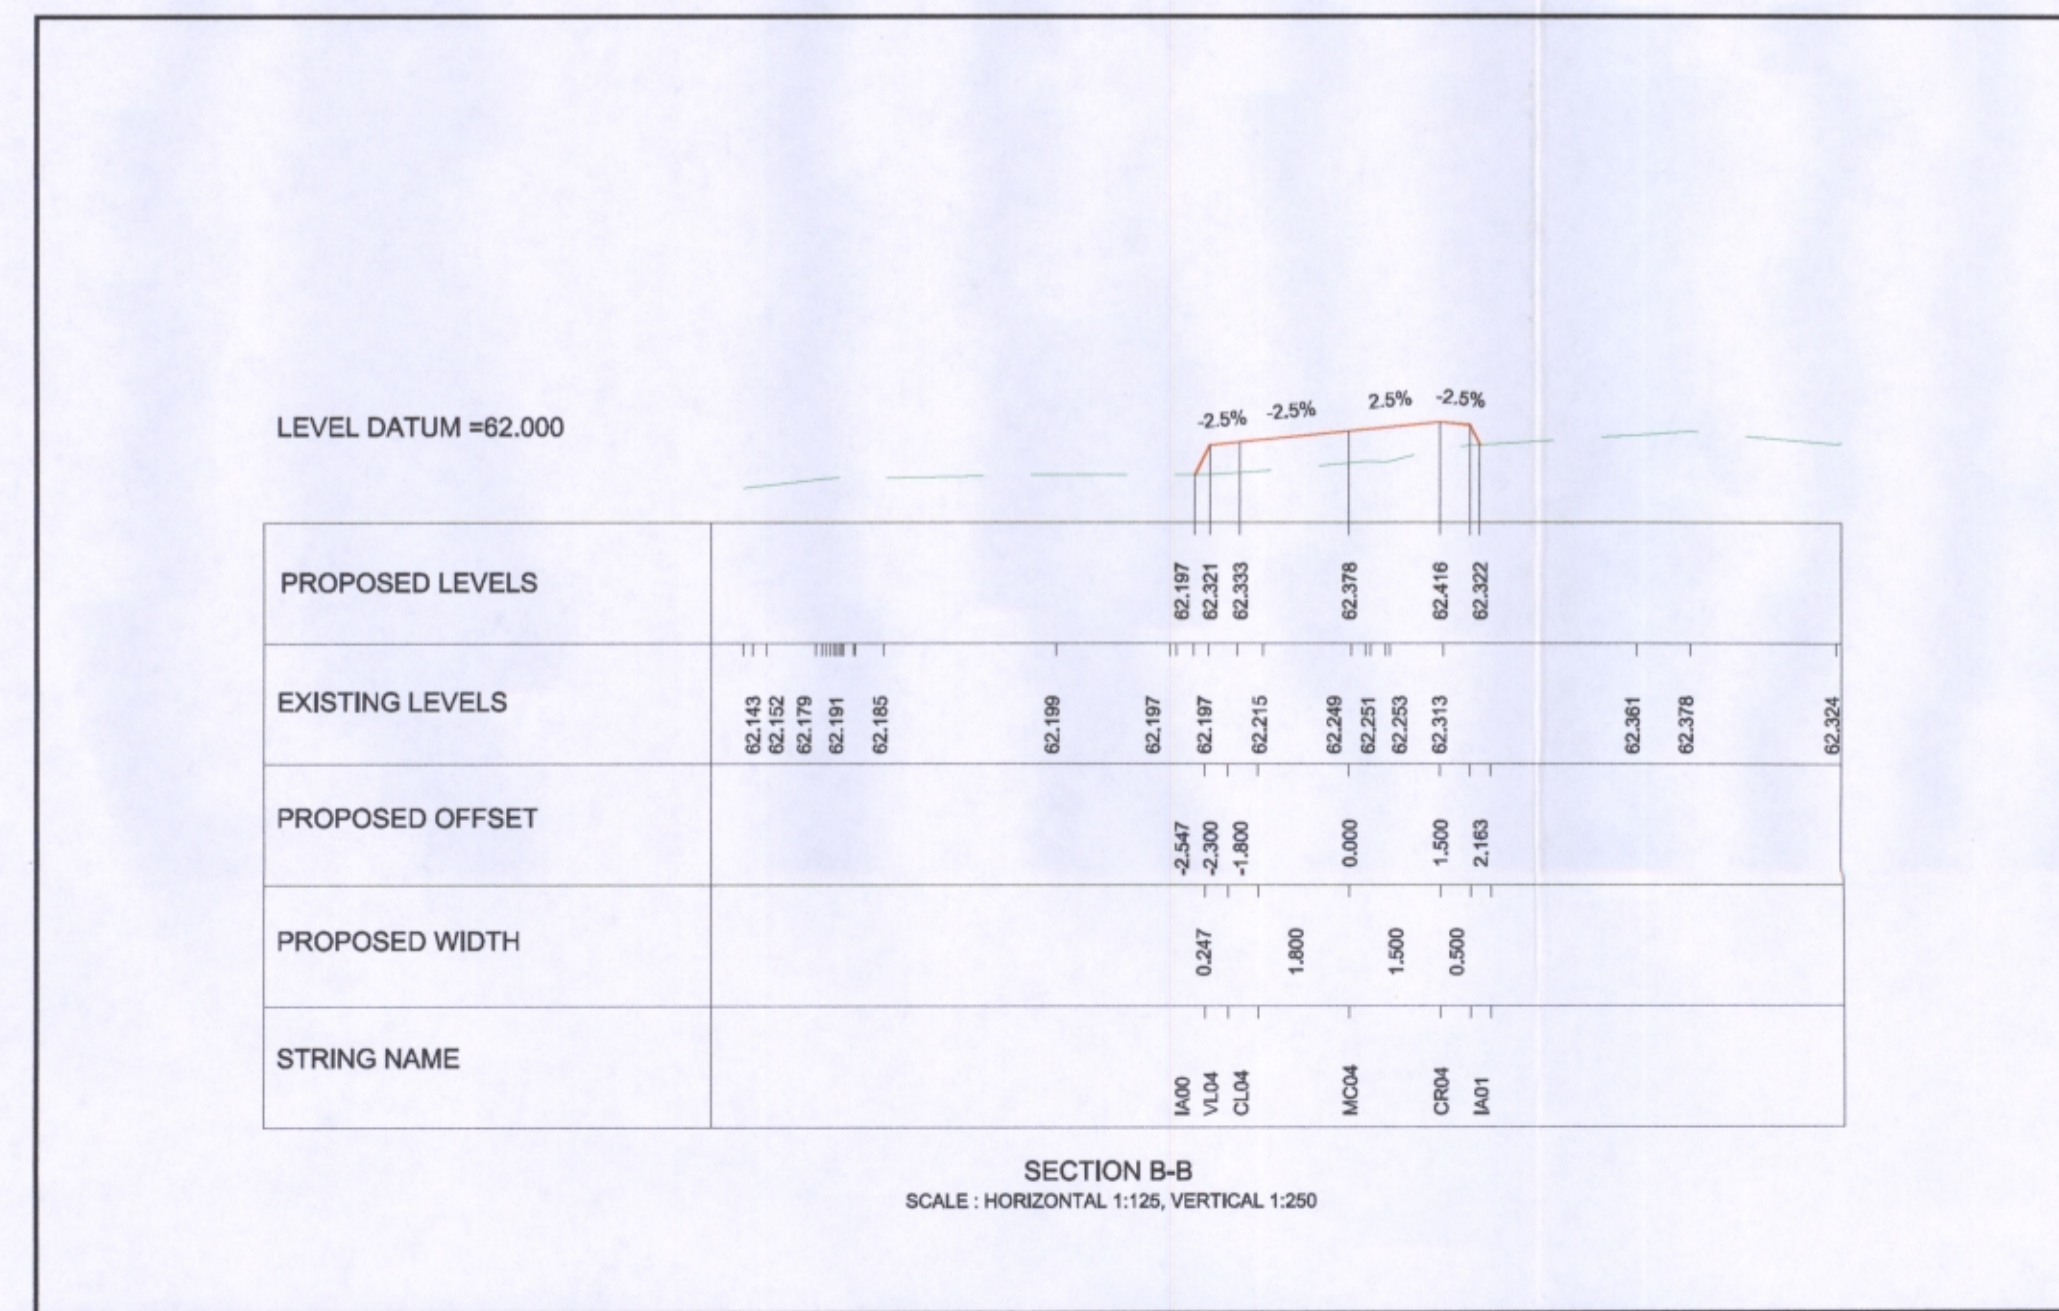 -2.5% -2.5% 2.5% -2.5%
LEVEL DATUM =62.000
PROPOSED LEVELS 62.197 62.321 62.333 62.378 62.416 62.322
EXISTING LEVELS 62.143 62.152 62.179 62.191 62.185 62.199 62.197 62.197 62.215 62.249 62.251 62.253 62.313 62.361 62.378 62.324
PROPOSED OFFSET -2.547 -2.300 -1.800 0.000 1.500 2.163
PROPOSED WIDTH 0.247 1.800 1.500 0.500
STRING NAME IA00 VL04 CL04 MC04 CR04 IA01
SECTION B-B
SCALE : HORIZONTAL 1:125, VERTICAL 1:250